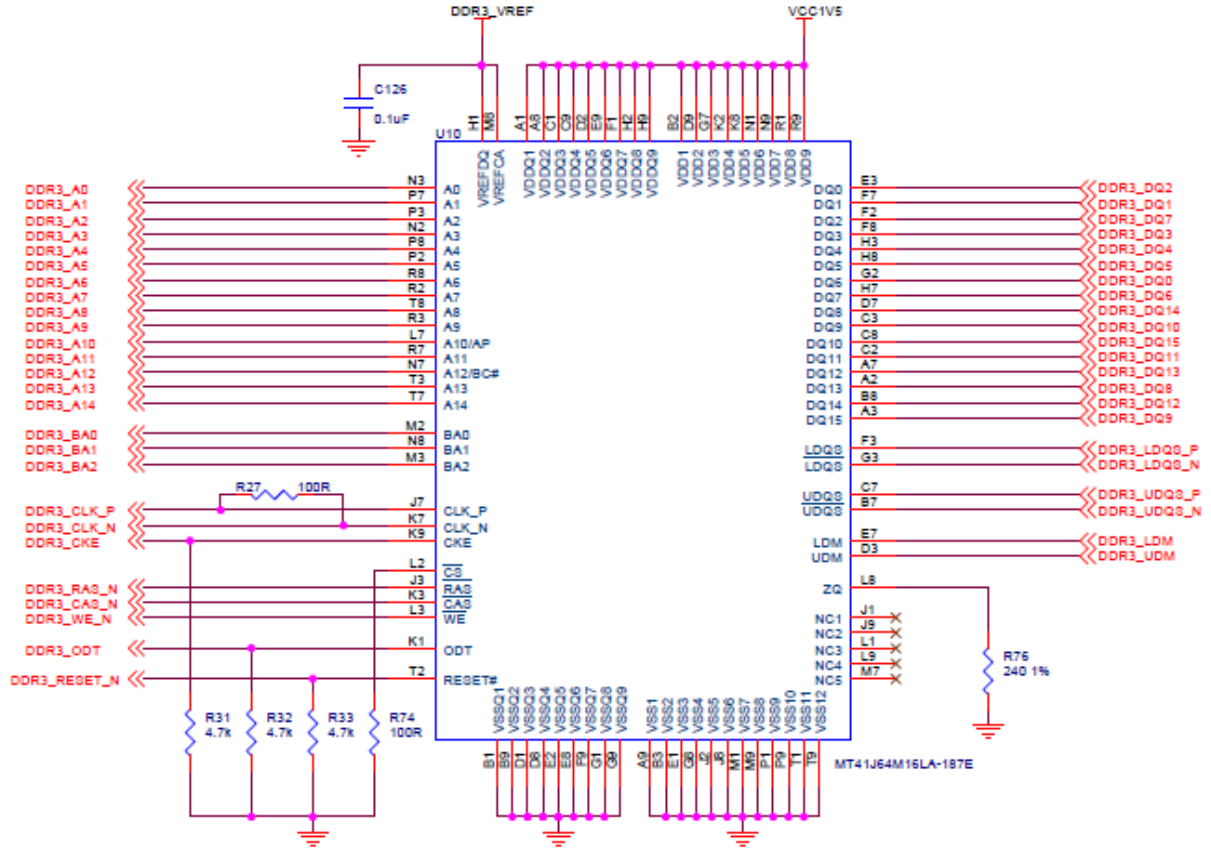 DDR3_VREF
VCC1V5
C126
0.1uF
U10
H1 M8 A1 A8 C1 C9 D2 E9 F1 H2 H9 B2 D9 G7 K2 K8 N1 N9 R1 R9
VREFDQ VREFCA VDDQ1 VDDQ2 VDDQ3 VDDQ4 VDDQ5 VDDQ6 VDDQ7 VDDQ8 VDDQ9 VDD1 VDD2 VDD3 VDD4 VDD5 VDD6 VDD7 VDD8 VDD9
DDR3_A0 N3 A0
DDR3_A1 P7 A1
DDR3_A2 P3 A2
DDR3_A3 N2 A3
DDR3_A4 P8 A4
DDR3_A5 P2 A5
DDR3_A6 R8 A6
DDR3_A7 R2 A7
DDR3_A8 T8 A8
DDR3_A9 R3 A9
DDR3_A10 L7 A10/AP
DDR3_A11 R7 A11
DDR3_A12 N7 A12/BC#
DDR3_A13 T3 A13
DDR3_A14 T7 A14
DDR3_BA0 M2 BA0
DDR3_BA1 N8 BA1
DDR3_BA2 M3 BA2
R27 100R
DDR3_CLK_P J7 CLK_P
DDR3_CLK_N K7 CLK_N
DDR3_CKE K9 CKE
L2 CS
DDR3_RAS_N J3 RAS
DDR3_CAS_N K3 CAS
DDR3_WE_N L3 WE
DDR3_ODT K1 ODT
DDR3_RESET_N T2 RESET#
DQ0 E3 DDR3_DQ2
DQ1 F7 DDR3_DQ1
DQ2 F2 DDR3_DQ7
DQ3 F8 DDR3_DQ3
DQ4 H3 DDR3_DQ4
DQ5 H8 DDR3_DQ5
DQ6 G2 DDR3_DQ0
DQ7 H7 DDR3_DQ6
DQ8 D7 DDR3_DQ14
DQ9 C3 DDR3_DQ10
DQ10 C8 DDR3_DQ15
DQ11 C2 DDR3_DQ11
DQ12 A7 DDR3_DQ13
DQ13 A2 DDR3_DQ8
DQ14 B8 DDR3_DQ12
DQ15 A3 DDR3_DQ9
LDQS F3 DDR3_LDQS_P
LDQS G3 DDR3_LDQS_N
UDQS C7 DDR3_UDQS_P
UDQS B7 DDR3_UDQS_N
LDM E7 DDR3_LDM
UDM D3 DDR3_UDM
ZQ L8
NC1 J1
NC2 J9
NC3 L1
NC4 L9
NC5 M7
R76
240 1%
R31
4.7k
R32
4.7k
R33
4.7k
R74
100R
VSSQ1 VSSQ2 VSSQ3 VSSQ4 VSSQ5 VSSQ6 VSSQ7 VSSQ8 VSSQ9 VSS1 VSS2 VSS3 VSS4 VSS5 VSS6 VSS7 VSS8 VSS9 VSS10 VSS11 VSS12
B1 B9 D1 D8 E2 E8 F9 G1 G9 A9 B3 E1 G8 J2 J8 M1 M9 P1 P9 T1 T9
MT41J64M16LA-187E